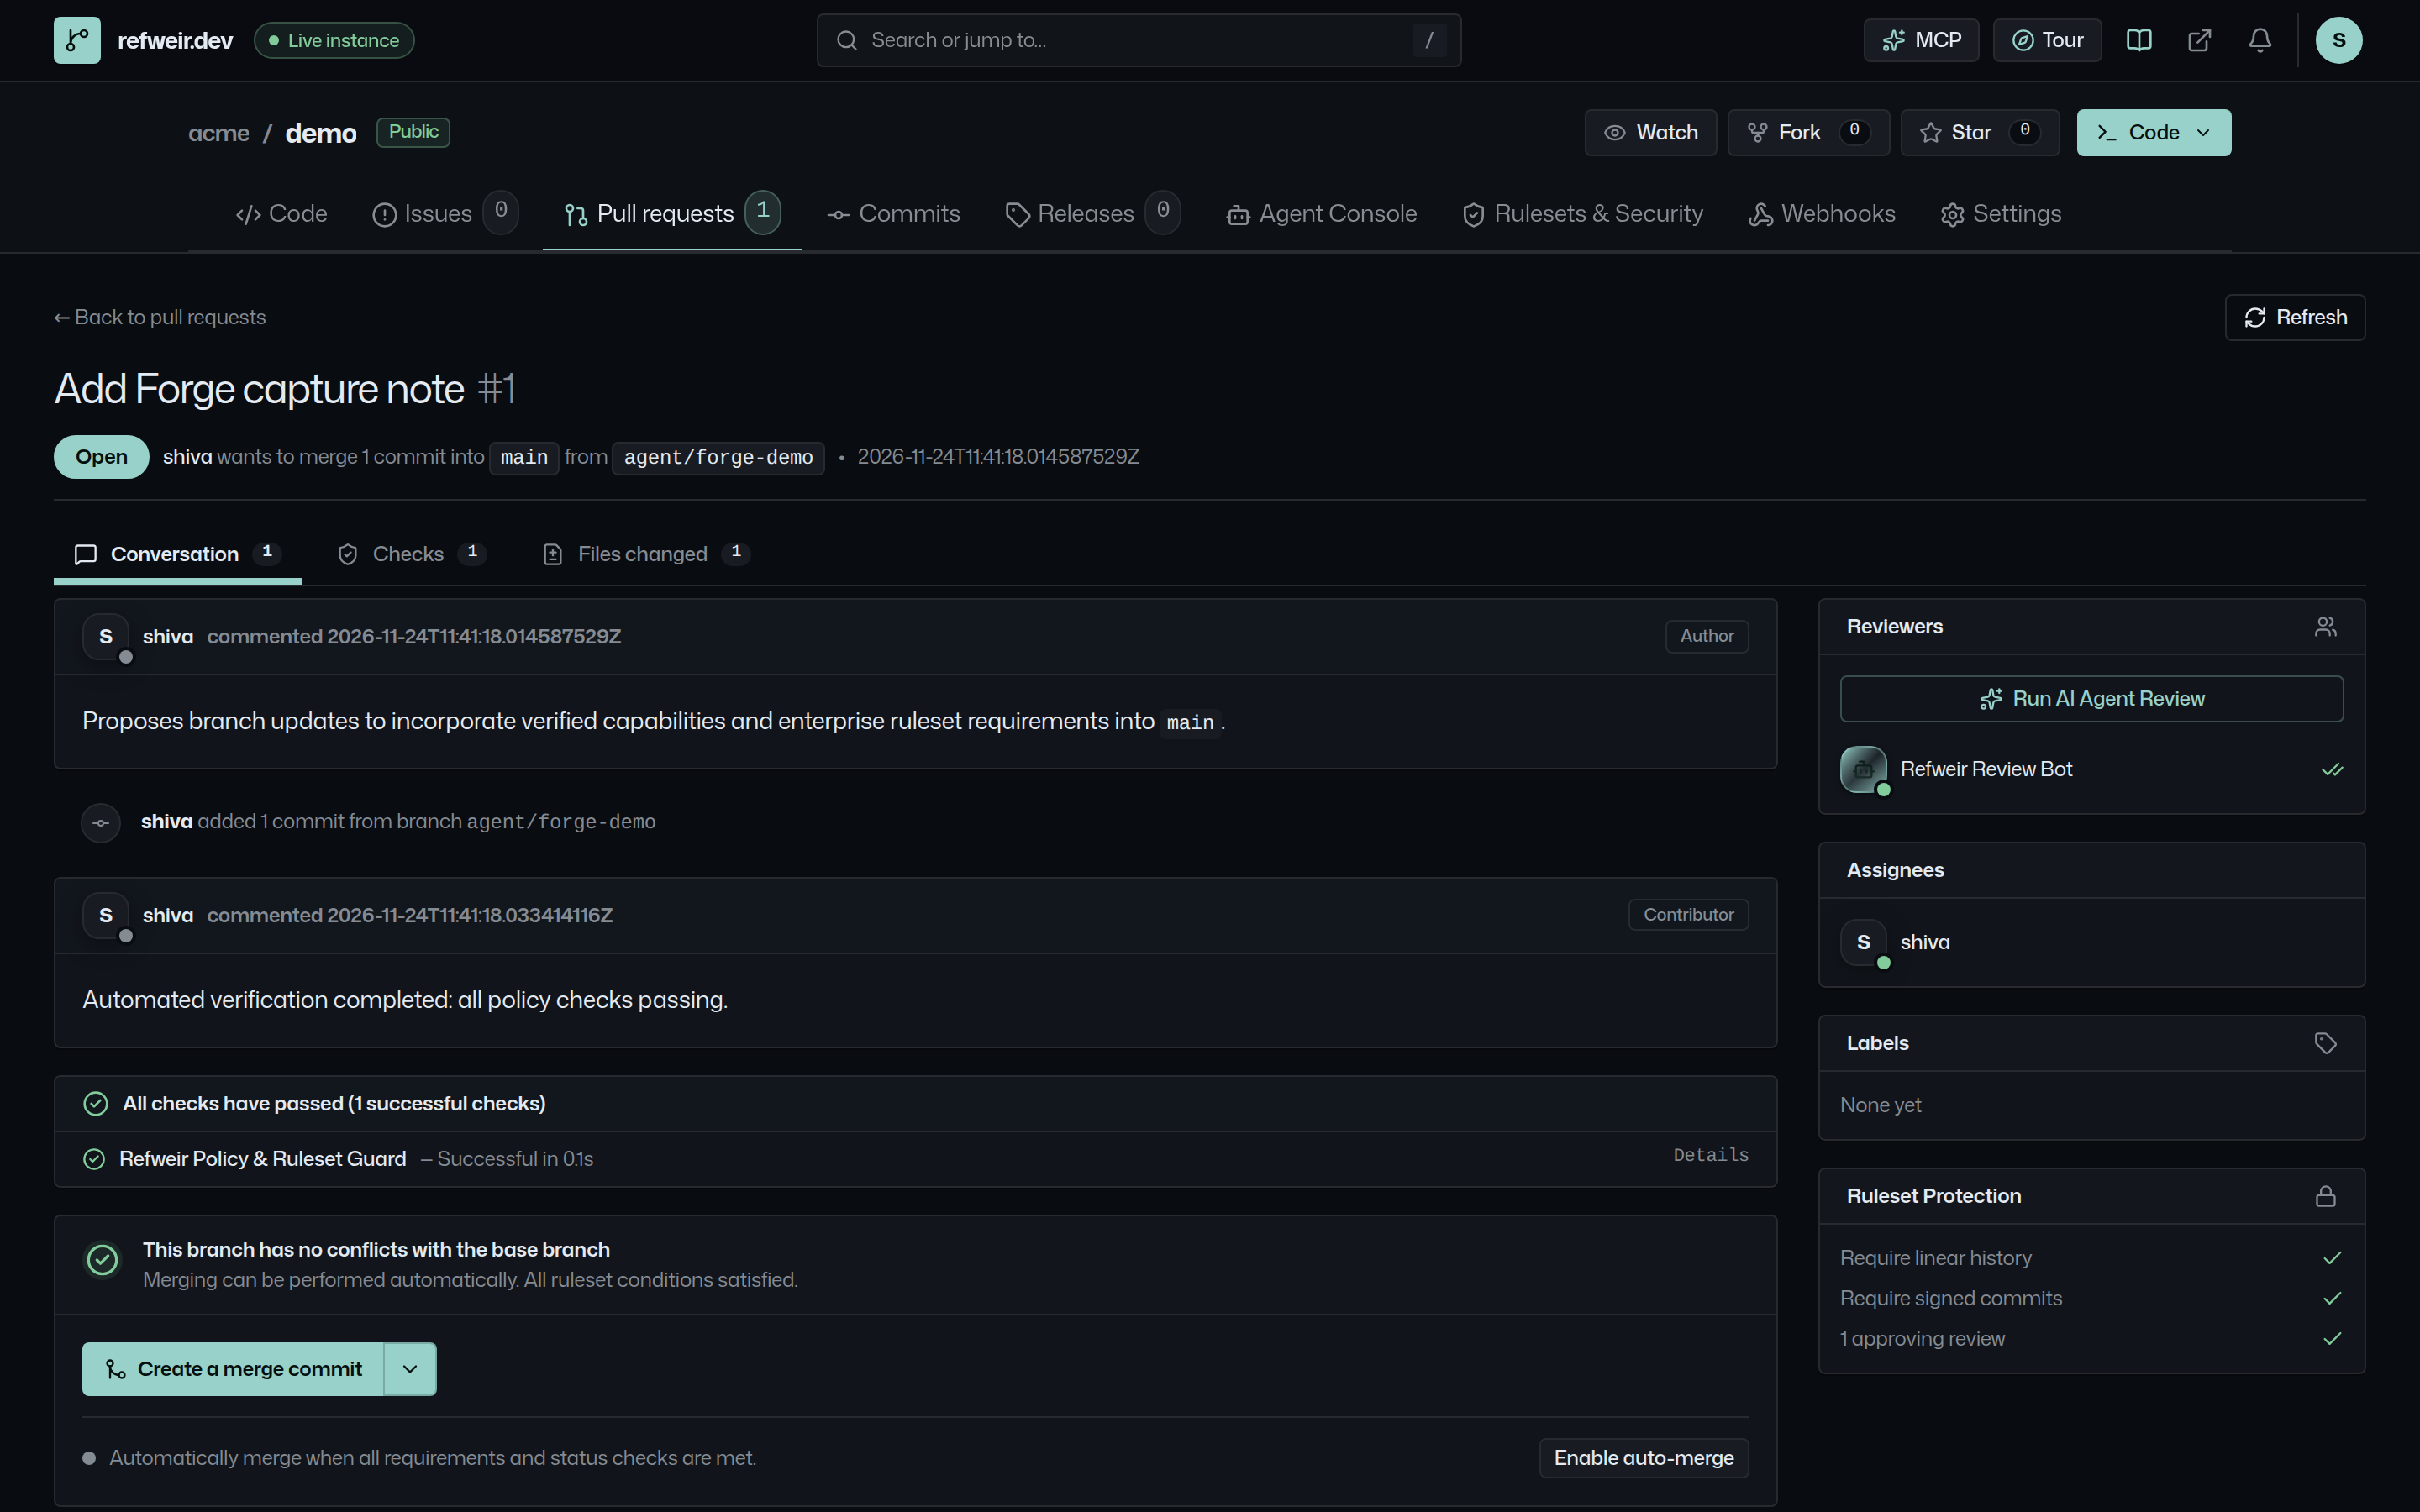 refweir.dev Live instance Search or jump to... / MCP Tour S
acme / demo Public Watch Fork 0 Star 0 Code
Code Issues 0 Pull requests 1 Commits Releases 0 Agent Console Rulesets & Security Webhooks Settings
← Back to pull requests Refresh
Add Forge capture note #1
Open shiva wants to merge 1 commit into main from agent/forge-demo • 2026-11-24T11:41:18.014587529Z
Conversation 1 Checks 1 Files changed 1
S shiva commented 2026-11-24T11:41:18.014587529Z Author
Proposes branch updates to incorporate verified capabilities and enterprise ruleset requirements into main.
shiva added 1 commit from branch agent/forge-demo
S shiva commented 2026-11-24T11:41:18.033414116Z Contributor
Automated verification completed: all policy checks passing.
All checks have passed (1 successful checks)
Refweir Policy & Ruleset Guard – Successful in 0.1s Details
This branch has no conflicts with the base branch
Merging can be performed automatically. All ruleset conditions satisfied.
Create a merge commit
Automatically merge when all requirements and status checks are met. Enable auto-merge
Reviewers
Run AI Agent Review
Refweir Review Bot
Assignees
S shiva
Labels
None yet
Ruleset Protection
Require linear history
Require signed commits
1 approving review